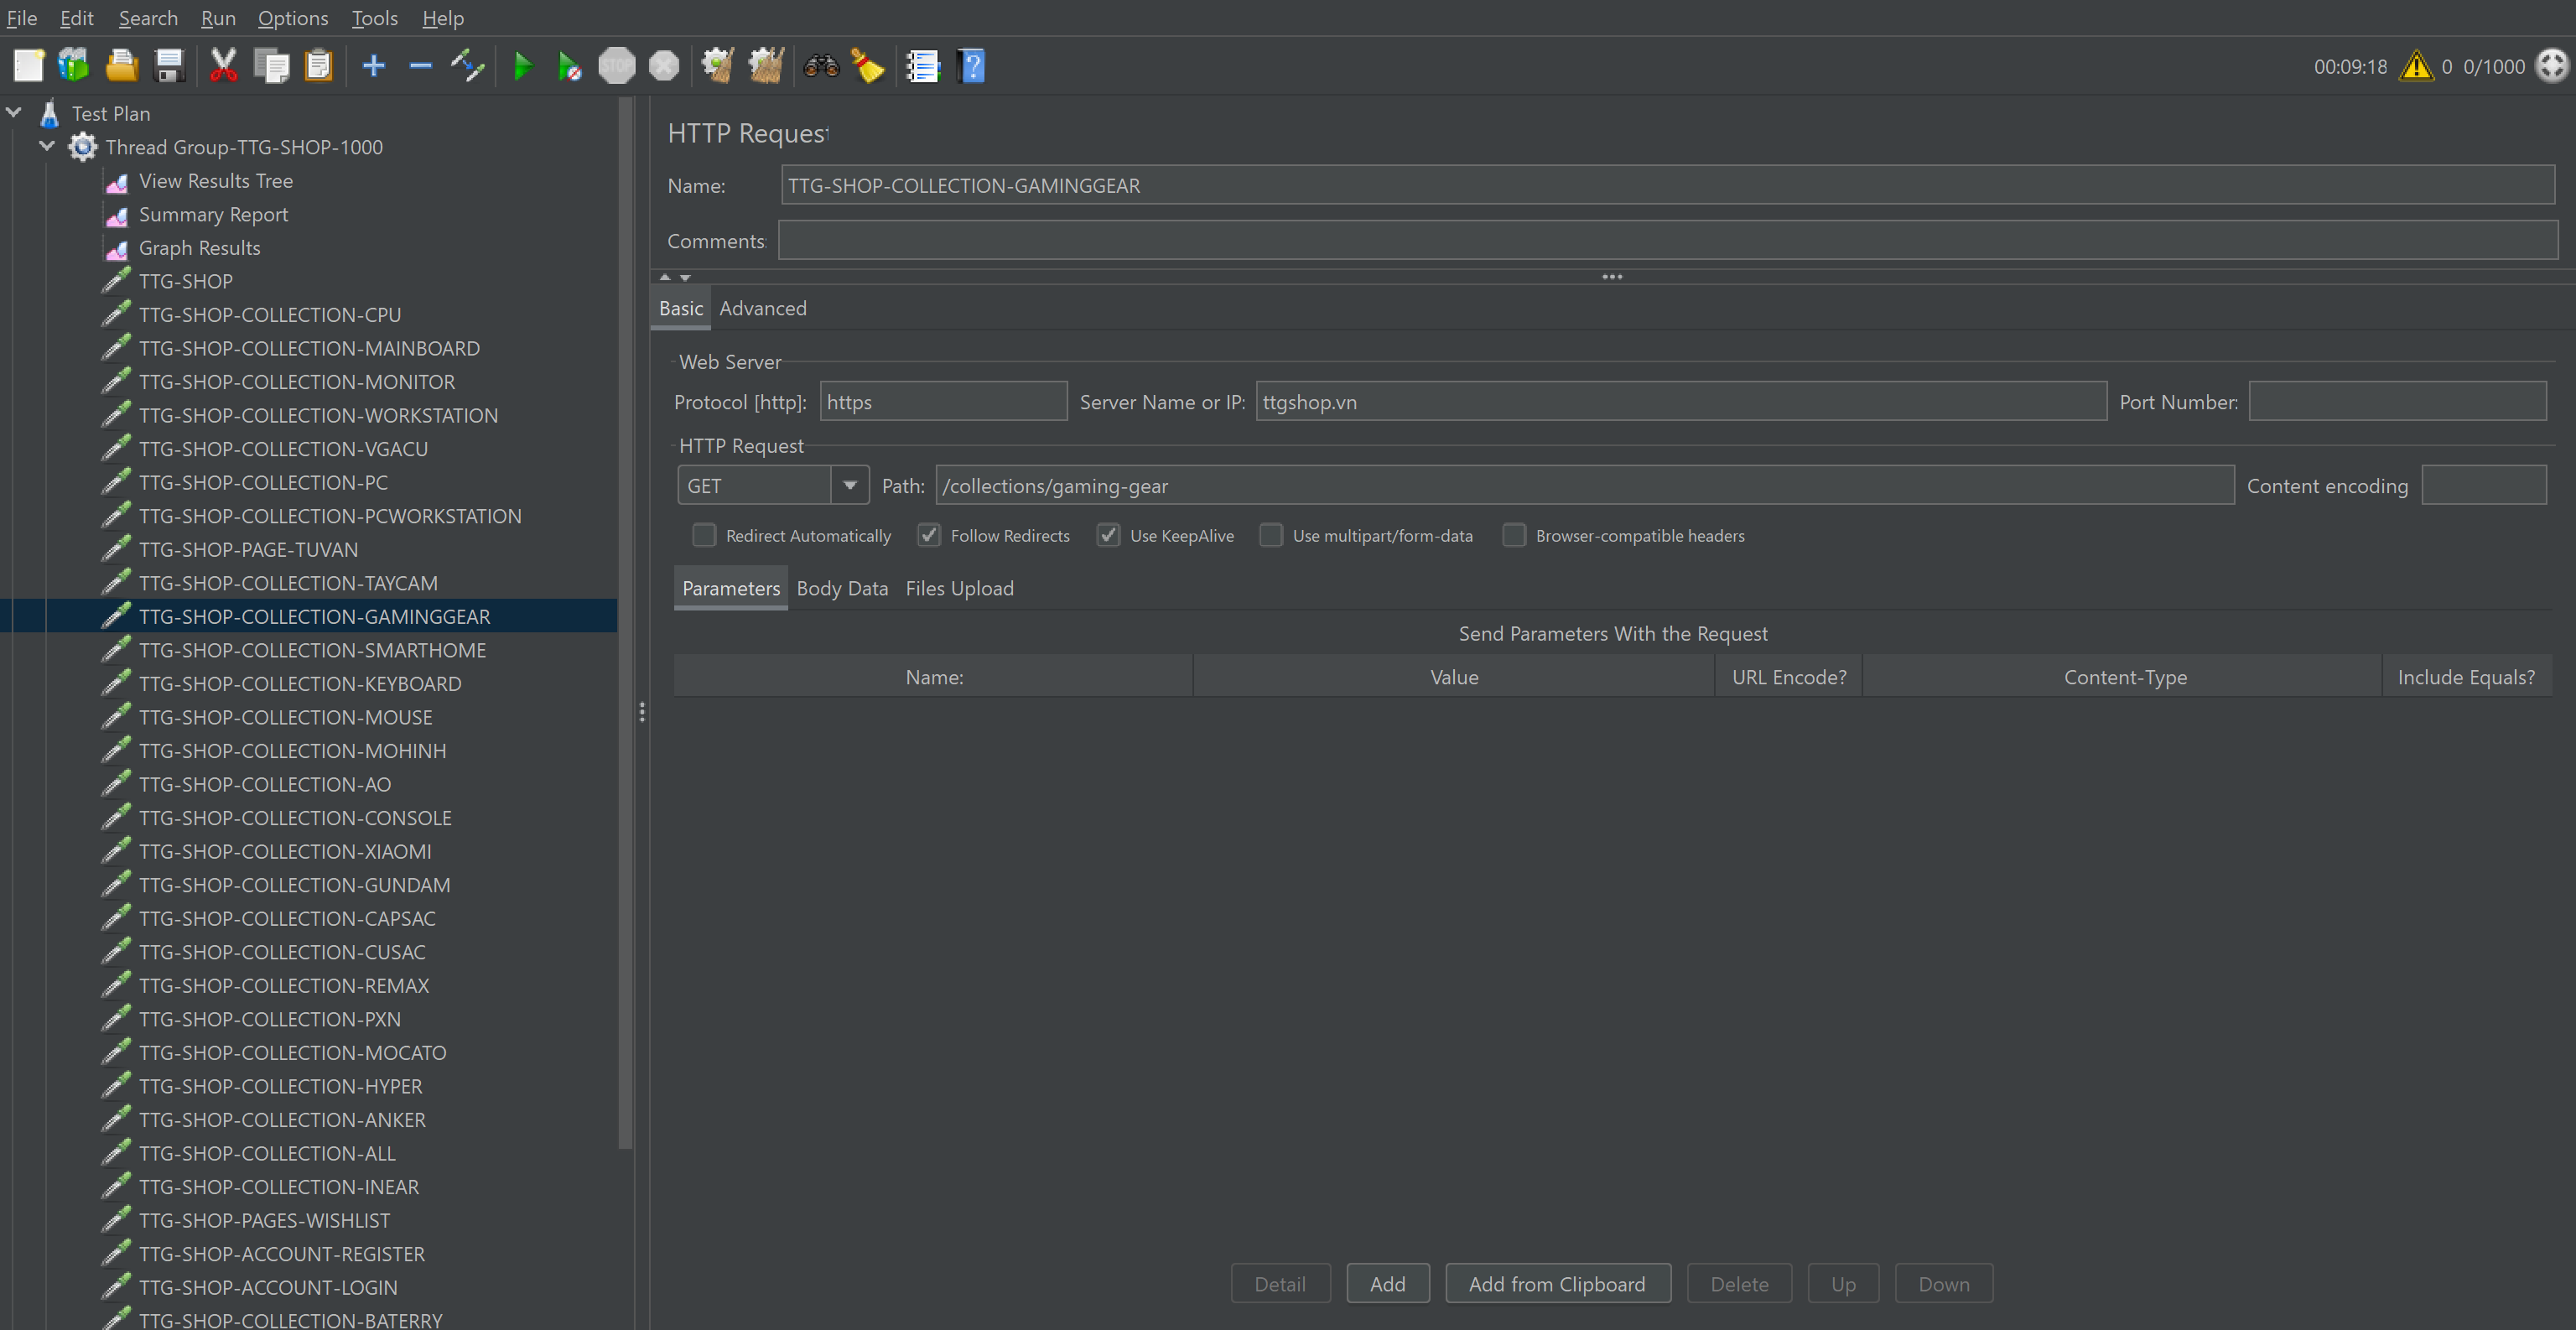 File Edit Search Run Options Tools Help
STOP
00:09:18 0 0/1000
Test Plan
Thread Group-TTG-SHOP-1000
View Results Tree
Summary Report
Graph Results
TTG-SHOP
TTG-SHOP-COLLECTION-CPU
TTG-SHOP-COLLECTION-MAINBOARD
TTG-SHOP-COLLECTION-MONITOR
TTG-SHOP-COLLECTION-WORKSTATION
TTG-SHOP-COLLECTION-VGACU
TTG-SHOP-COLLECTION-PC
TTG-SHOP-COLLECTION-PCWORKSTATION
TTG-SHOP-PAGE-TUVAN
TTG-SHOP-COLLECTION-TAYCAM
TTG-SHOP-COLLECTION-GAMINGGEAR
TTG-SHOP-COLLECTION-SMARTHOME
TTG-SHOP-COLLECTION-KEYBOARD
TTG-SHOP-COLLECTION-MOUSE
TTG-SHOP-COLLECTION-MOHINH
TTG-SHOP-COLLECTION-AO
TTG-SHOP-COLLECTION-CONSOLE
TTG-SHOP-COLLECTION-XIAOMI
TTG-SHOP-COLLECTION-GUNDAM
TTG-SHOP-COLLECTION-CAPSAC
TTG-SHOP-COLLECTION-CUSAC
TTG-SHOP-COLLECTION-REMAX
TTG-SHOP-COLLECTION-PXN
TTG-SHOP-COLLECTION-MOCATO
TTG-SHOP-COLLECTION-HYPER
TTG-SHOP-COLLECTION-ANKER
TTG-SHOP-COLLECTION-ALL
TTG-SHOP-COLLECTION-INEAR
TTG-SHOP-PAGES-WISHLIST
TTG-SHOP-ACCOUNT-REGISTER
TTG-SHOP-ACCOUNT-LOGIN
TTG-SHOP-COLLECTION-BATERRY
HTTP Request
Name: TTG-SHOP-COLLECTION-GAMINGGEAR
Comments:
Basic Advanced
Web Server
Protocol [http]: https Server Name or IP: ttgshop.vn Port Number:
HTTP Request
GET Path: /collections/gaming-gear Content encoding
Redirect Automatically Follow Redirects Use KeepAlive Use multipart/form-data Browser-compatible headers
Parameters Body Data Files Upload
Send Parameters With the Request
Name: Value URL Encode? Content-Type Include Equals?
Detail Add Add from Clipboard Delete Up Down